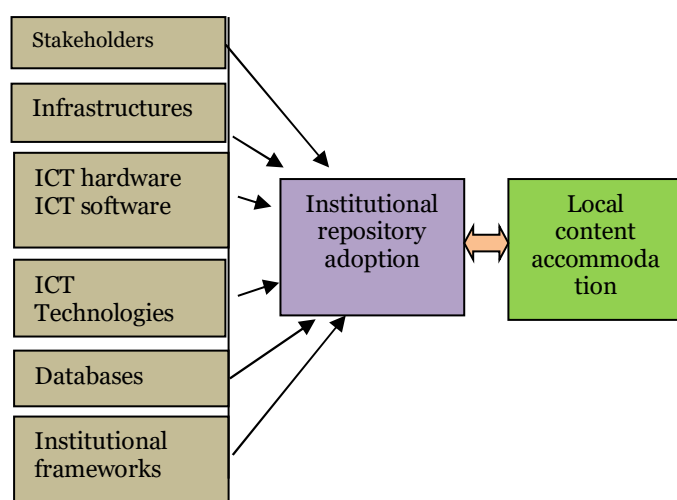 Stakeholders
Infrastructures
ICT hardware
ICT software
ICT
Technologies
Databases
Institutional
frameworks
Institutional
repository
adoption
Local
content
accommoda
tion